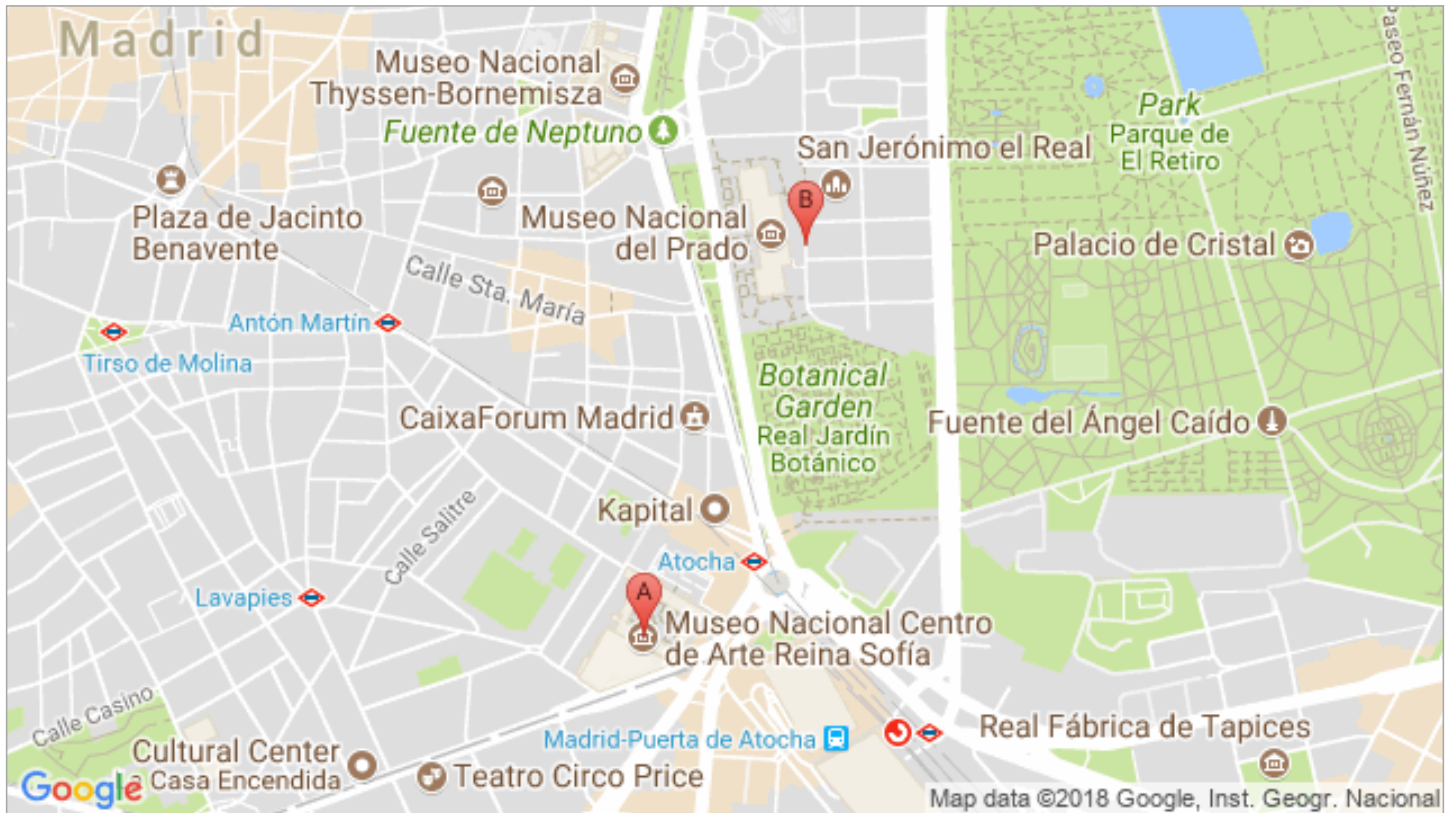 Madrid
Museo Nacional
Thyssen-Bornemisza
Fuente de Neptuno
Park
Parque de
El Retiro
Paseo Fernán Núñez
San Jerónimo el Real
B
Plaza de Jacinto
Benavente
Museo Nacional
del Prado
Palacio de Cristal
Calle Sta. María
Antón Martín
Tirso de Molina
Botanical
Garden
Real Jardín
Botánico
CaixaForum Madrid
Fuente del Ángel Caído
Kapital
Calle Salitre
Atocha
Lavapies
A
Museo Nacional Centro
de Arte Reina Sofía
Calle Casino
Madrid-Puerta de Atocha
Real Fábrica de Tapices
Cultural Center
Casa Encendida
Teatro Circo Price
Google
Map data ©2018 Google, Inst. Geogr. Nacional